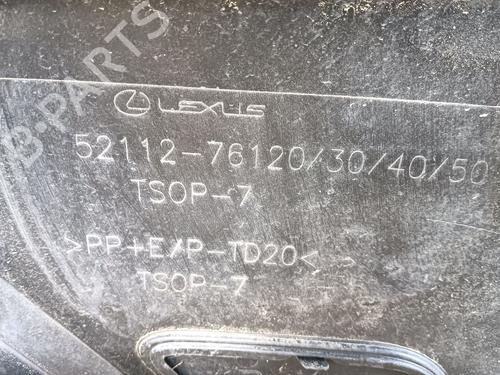 B-PARTS
LEXUS
52112-76120/30/40/50
TSOP-7
>PP+E/P-TD20<
TSOP-7